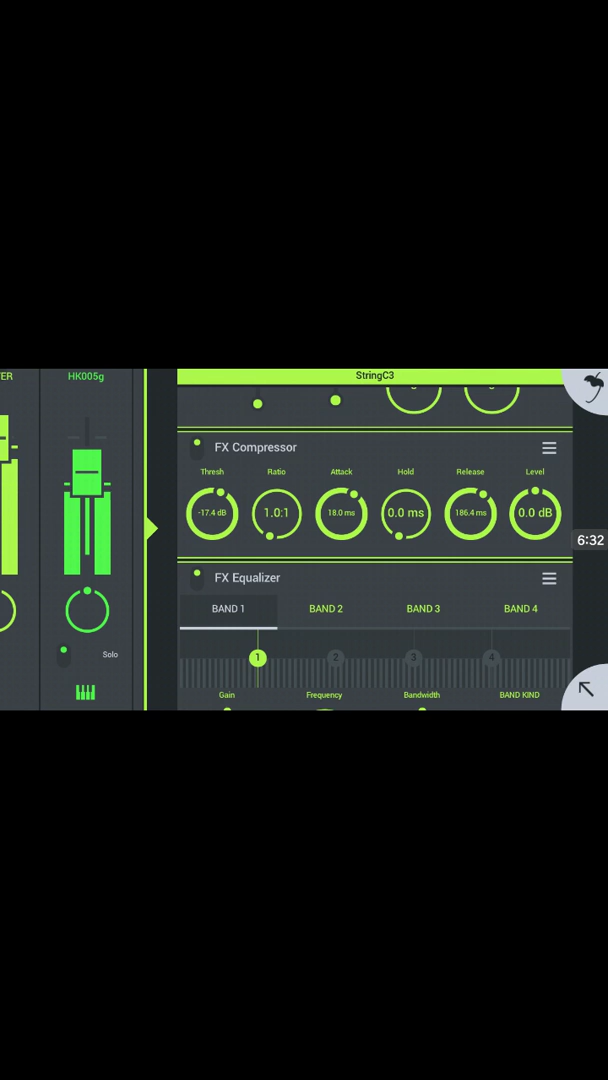 StringC3
ER
HK005g
FX Compressor
Thresh Ratio Attack Hold Release Level
-17.4 dB 1.0:1 18.0 ms 0.0 ms 186.4 ms 0.0 dB
6:32
FX Equalizer
BAND 1 BAND 2 BAND 3 BAND 4
1 2 3 4
Solo
Gain Frequency Bandwidth BAND KIND